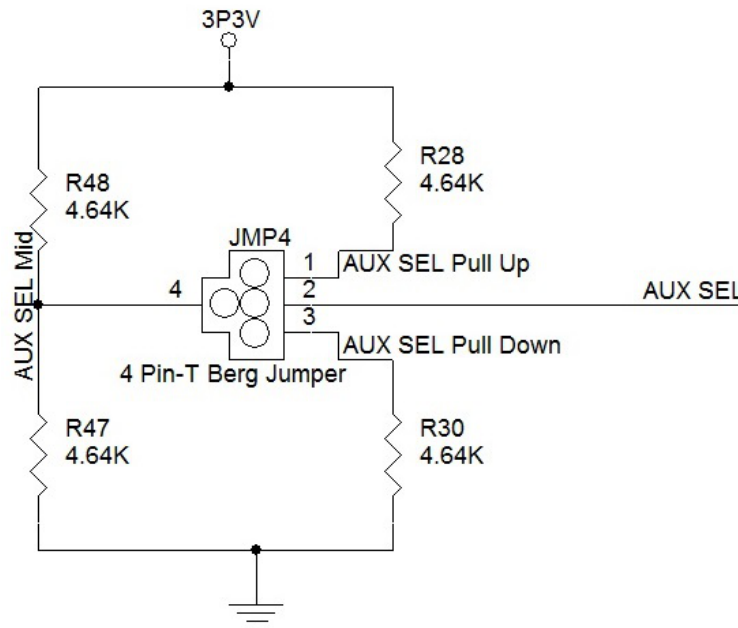 3P3V
R48
4.64K
R28
4.64K
JMP4
1
AUX SEL Pull Up
4
2
AUX SEL
3
AUX SEL Mid
AUX SEL Pull Down
4 Pin-T Berg Jumper
R47
4.64K
R30
4.64K